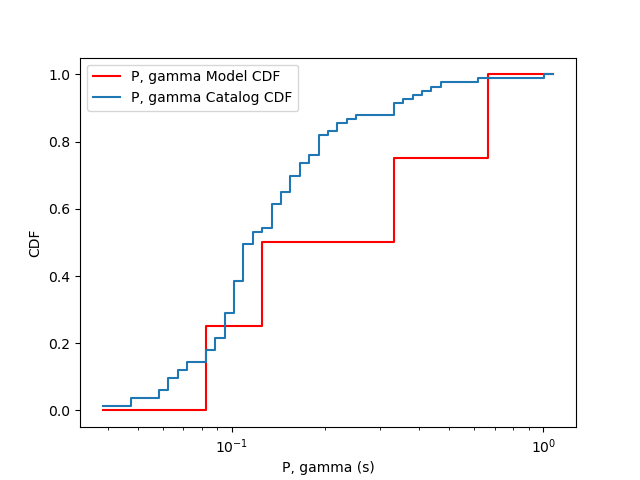 P, gamma Model CDF
P, gamma Catalog CDF
1.0
0.8
0.6
0.4
0.2
0.0
CDF
10⁻¹ 10⁰
P, gamma (s)